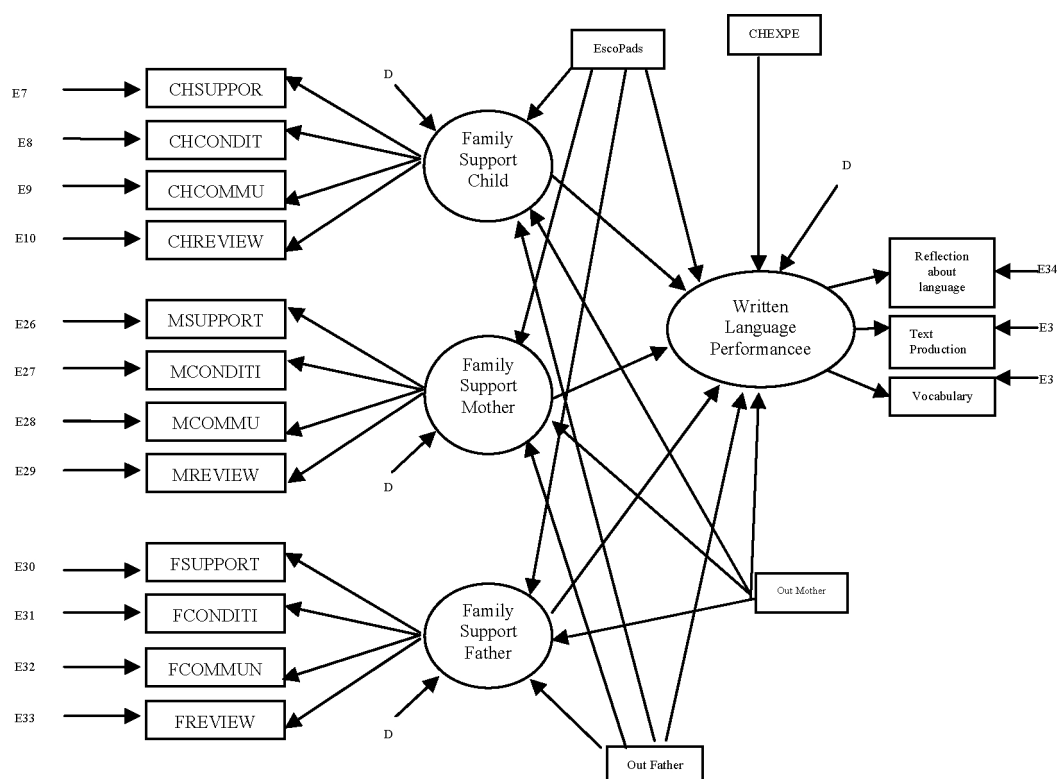 EscoPads
CHEXPE
E7
CHSUPPOR
D
E8
CHCONDIT
Family
Support
Child
E9
CHCOMMU
E10
CHREVIEW
D
Reflection
about
language
E34
E26
MSUPPORT
Written
Language
Performancee
Text
Production
E3
E27
MCONDITI
Family
Support
Mother
Vocabulary
E3
E28
MCOMMU
E29
MREVIEW
D
E30
FSUPPORT
E31
FCONDITI
Family
Support
Father
Out Mother
E32
FCOMMUN
E33
FREVIEW
D
Out Father